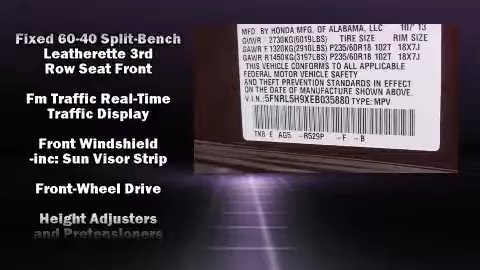 Fixed 60-40 Split-Bench
Leatherette 3rd
Row Seat Front
Fm Traffic Real-Time
Traffic Display
Front Windshield
-inc: Sun Visor Strip
Front-Wheel Drive
Height Adjusters
and Pretensioners
MFD. BY HONDA MFG. OF ALABAMA, LLC 10/'13
GVWR 2730KG(6019LBS) TIRE SIZE RIM SIZE
GAWR F 1320KG(2910LBS) P235/60R18 102T 18X7J
GAWR R1450KG(3197LBS) P235/60R18 102T 18X7J
THIS VEHICLE CONFORMS TO ALL APPLICABLE
FEDERAL MOTOR VEHICLE SAFETY
AND THEFT PREVENTION STANDARDS IN EFFECT
ON THE DATE OF MANUFACTURE SHOWN ABOVE.
V.I.N.:5FNRL5H9XEB035880 TYPE: MPV
TK8 E AG5 -R529P -F -B